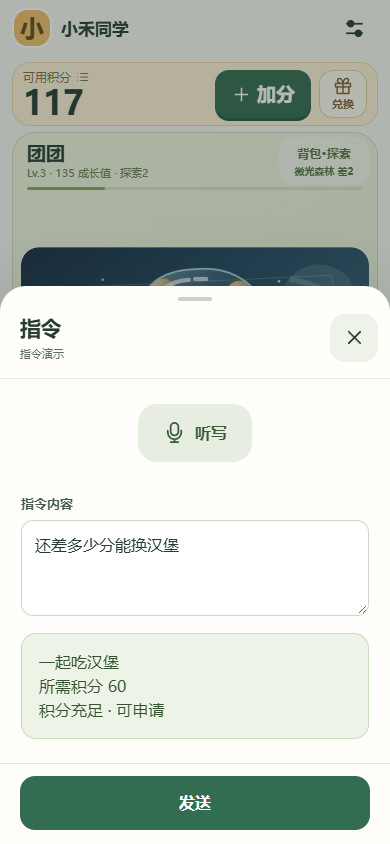 小 小禾同学
可用积分
117
加分
兑换
团团
Lv.3 · 135 成长值 · 探索2
背包•探索
微光森林 差2
指令
指令演示
听写
指令内容
还差多少分能换汉堡
一起吃汉堡
所需积分 60
积分充足 · 可申请
发送